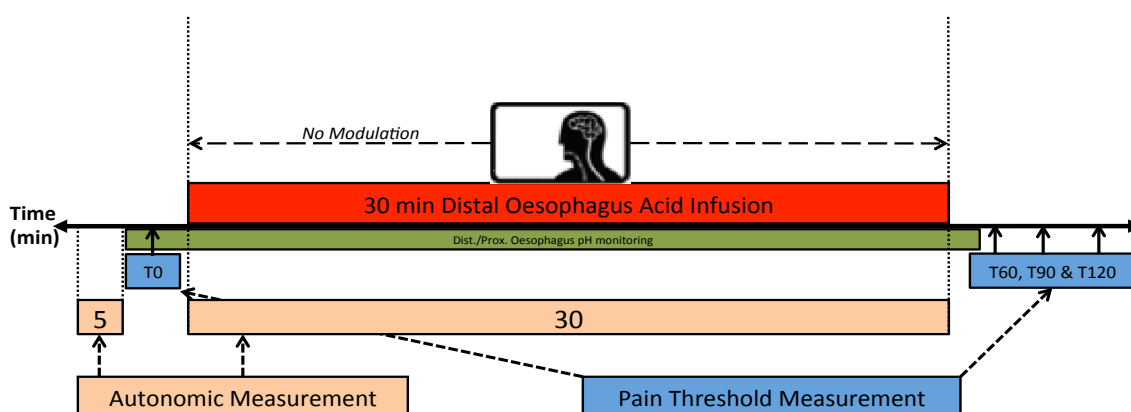 No Modulation
30 min Distal Oesophagus Acid Infusion
Time
(min)
Dist./Prox. Oesophagus pH monitoring
T0
T60, T90 & T120
5
30
Autonomic Measurement
Pain Threshold Measurement